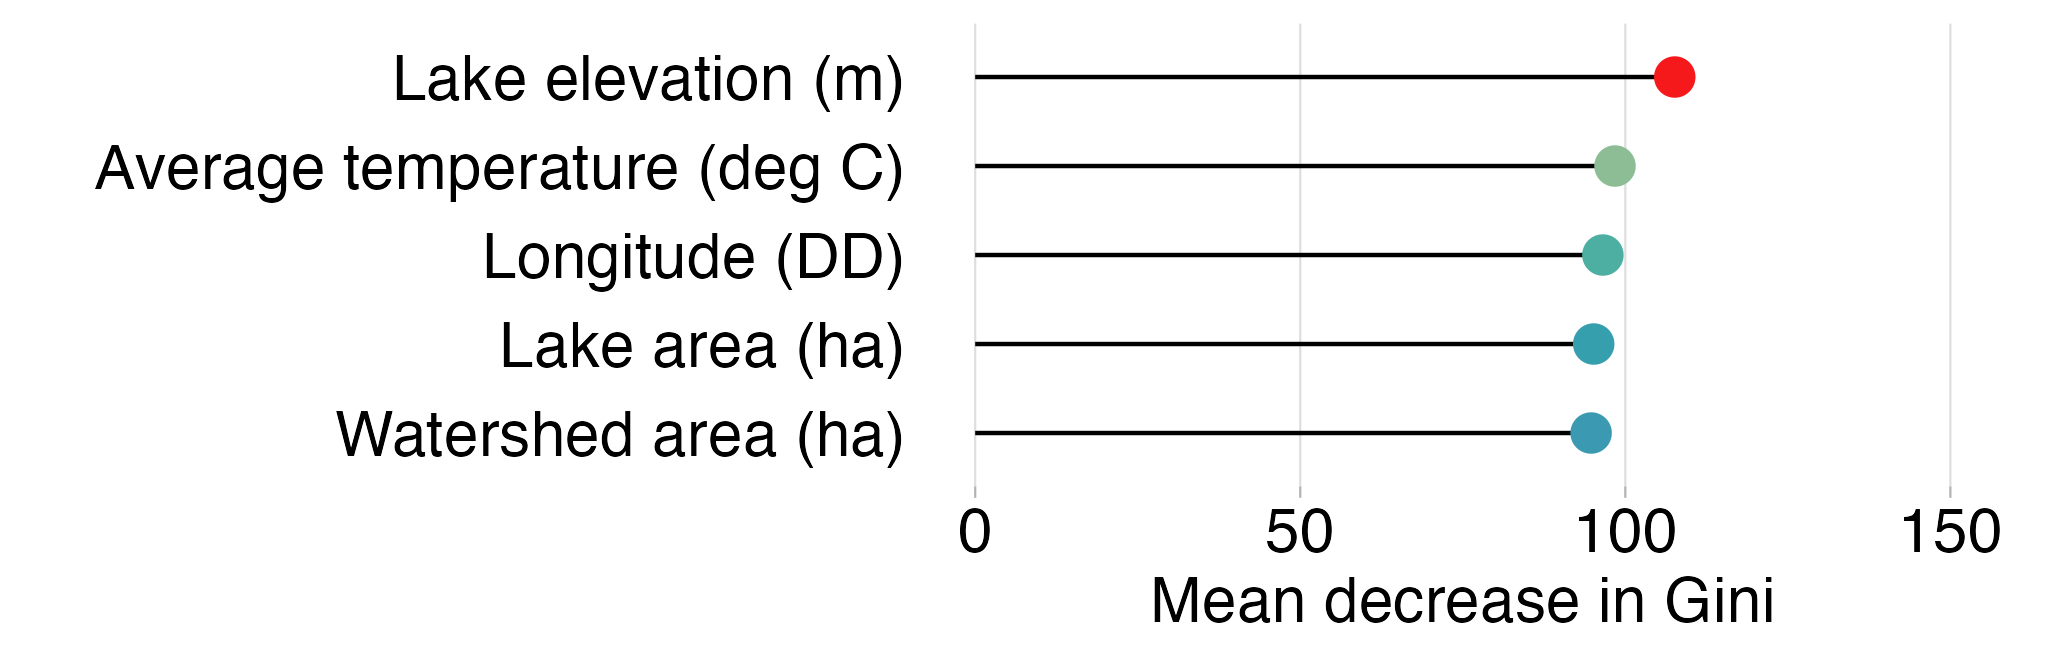 Lake elevation (m)
Average temperature (deg C)
Longitude (DD)
Lake area (ha)
Watershed area (ha)
0 50 100 150
Mean decrease in Gini